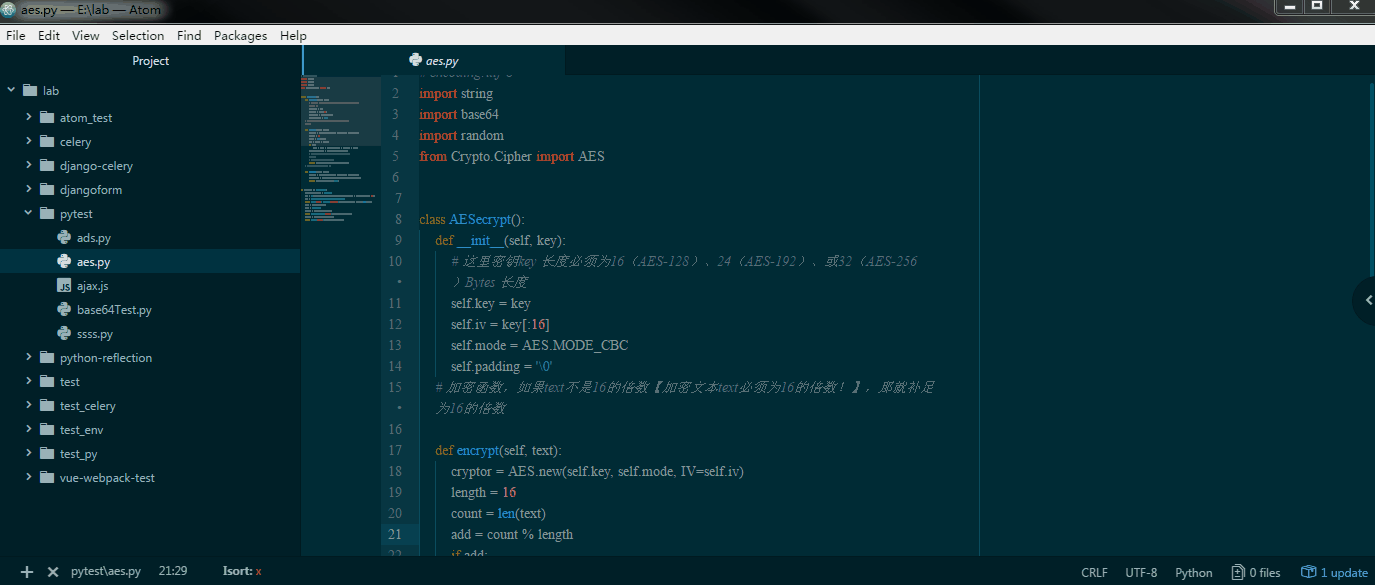 aes.py — E:\lab — Atom
File Edit View Selection Find Packages Help
Project
lab
atom_test
celery
django-celery
djangoform
pytest
ads.py
aes.py
ajax.js
base64Test.py
ssss.py
python-reflection
test
test_celery
test_env
test_py
vue-webpack-test
aes.py
2 import string
3 import base64
4 import random
5 from Crypto.Cipher import AES
6
7
8 class AESecrypt():
9 def __init__(self, key):
10 # 这里密钥key 长度必须为16（AES-128）、24（AES-192）、或32（AES-256
• ）Bytes 长度
11 self.key = key
12 self.iv = key[:16]
13 self.mode = AES.MODE_CBC
14 self.padding = '\0'
15 # 加密函数，如果text不是16的倍数【加密文本text必须为16的倍数！】，那就补足
• 为16的倍数
16
17 def encrypt(self, text):
18 cryptor = AES.new(self.key, self.mode, IV=self.iv)
19 length = 16
20 count = len(text)
21 add = count % length
22 if add:
pytest\aes.py 21:29 Isort: x CRLF UTF-8 Python 0 files 1 update